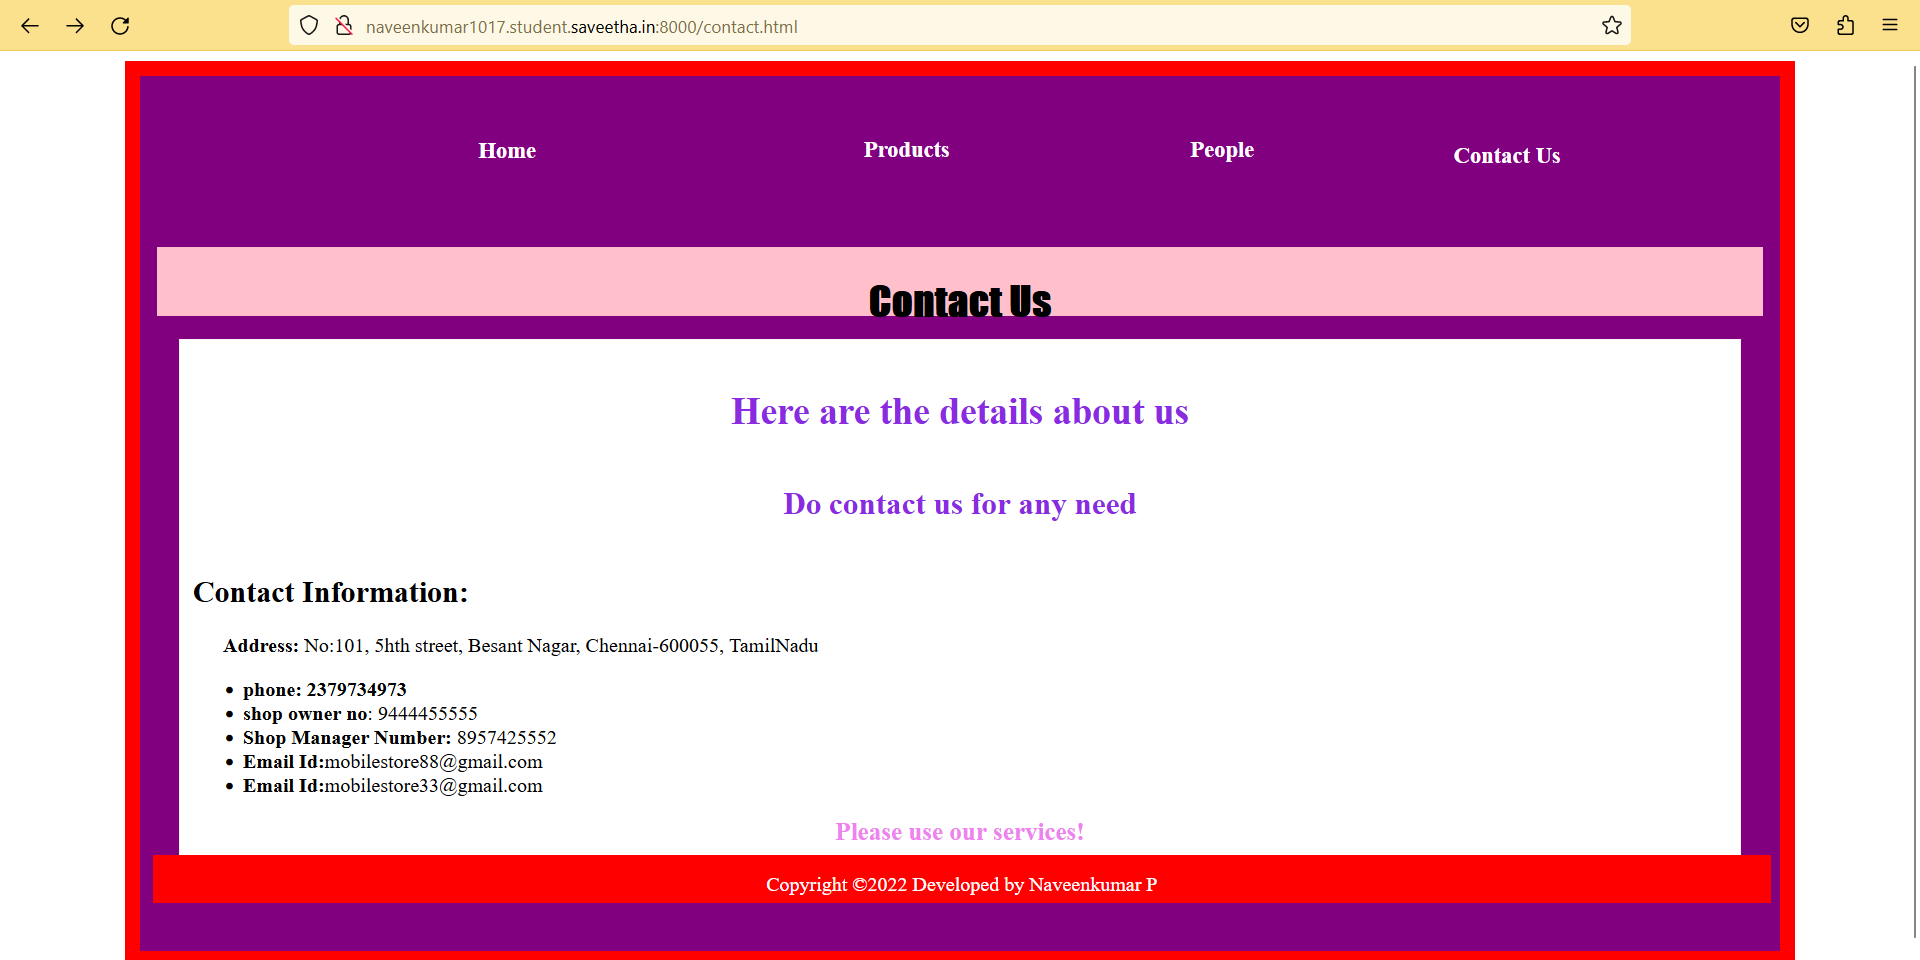 naveenkumar1017.student.saveetha.in:8000/contact.html
Home Products People Contact Us
Contact Us
Here are the details about us
Do contact us for any need
Contact Information:
Address: No:101, 5hth street, Besant Nagar, Chennai-600055, TamilNadu
• phone: 2379734973
• shop owner no: 9444455555
• Shop Manager Number: 8957425552
• Email Id:mobilestore88@gmail.com
• Email Id:mobilestore33@gmail.com
Please use our services!
Copyright ©2022 Developed by Naveenkumar P